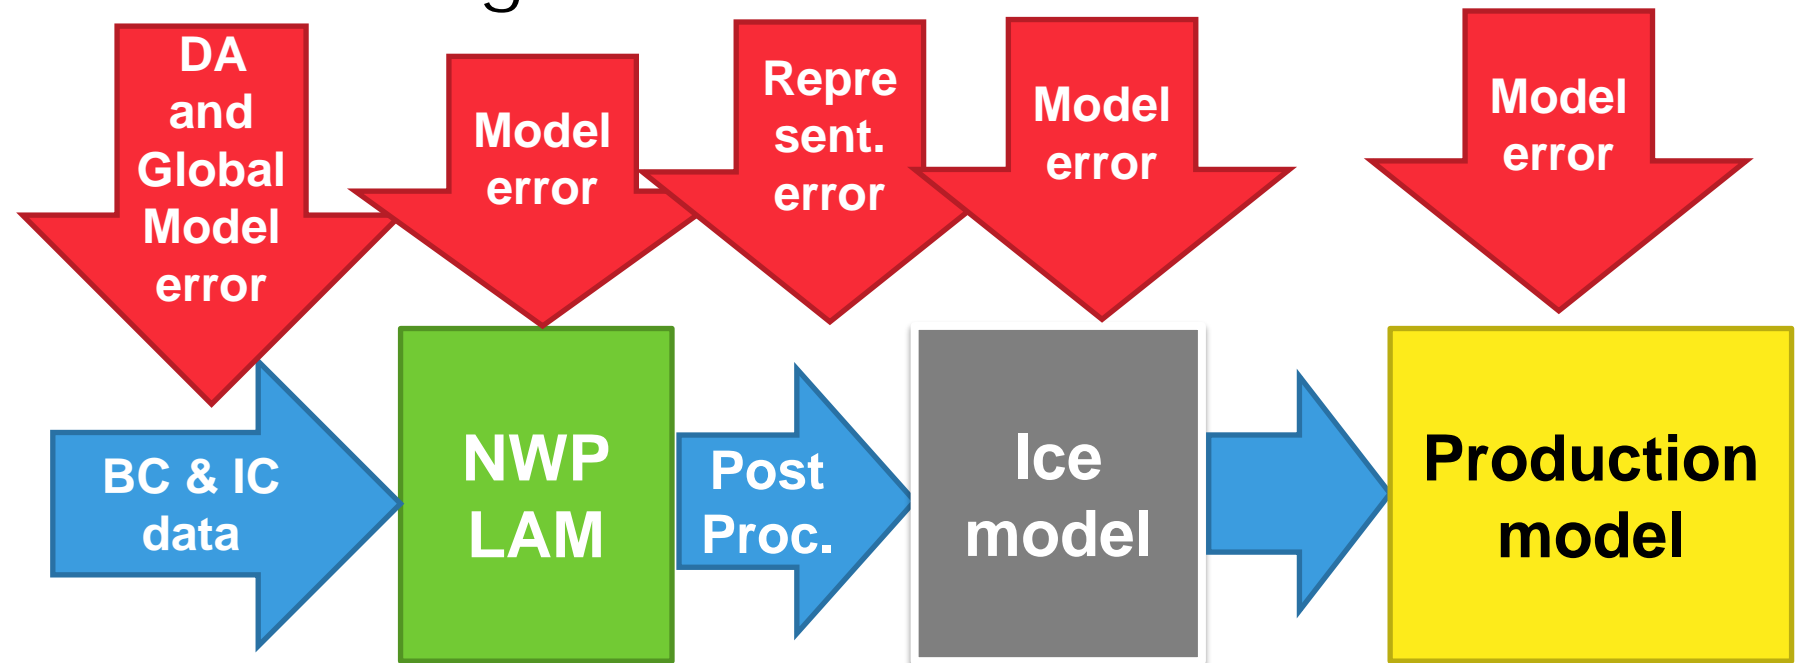 DA
and
Global
Model
error
Model
error
Repre
sent.
error
Model
error
Model
error
BC & IC
data
NWP
LAM
Post
Proc.
Ice
model
Production
model